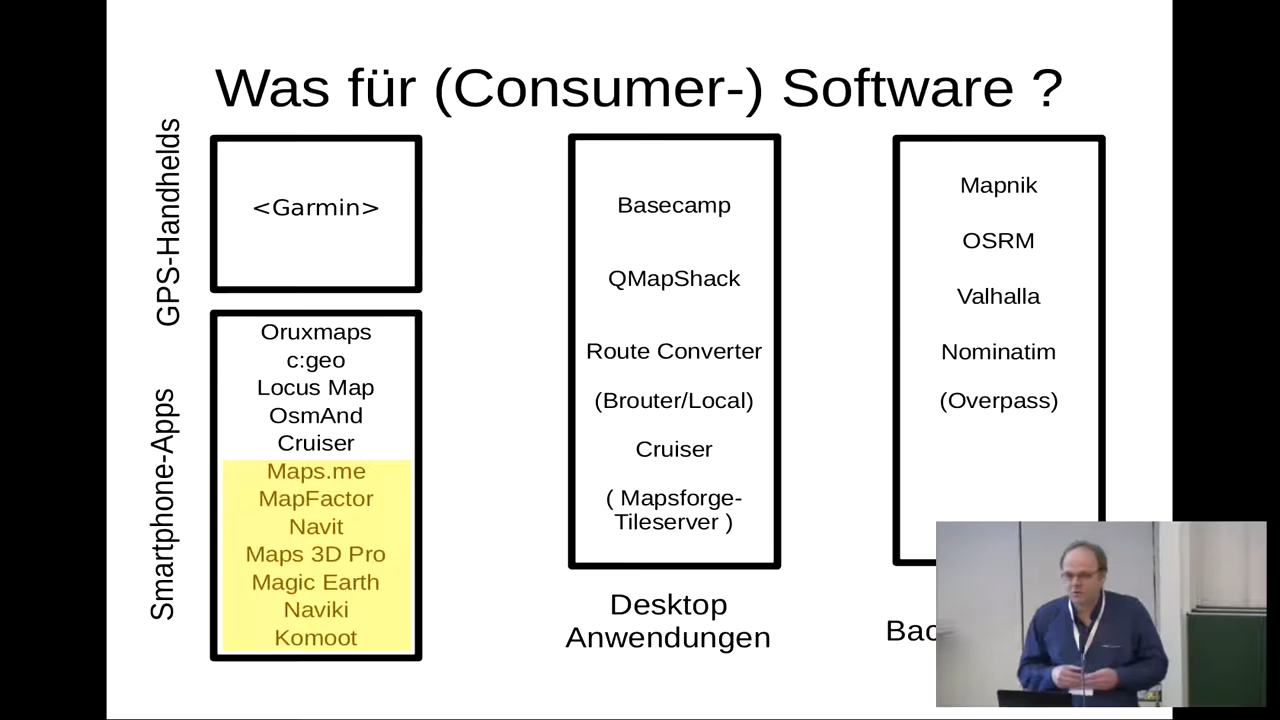 Was für (Consumer-) Software ?
GPS-Handhelds
<Garmin>
Smartphone-Apps
Oruxmaps
c:geo
Locus Map
OsmAnd
Cruiser
Maps.me
MapFactor
Navit
Maps 3D Pro
Magic Earth
Naviki
Komoot
Basecamp
QMapShack
Route Converter
(Brouter/Local)
Cruiser
( Mapsforge-
Tileserver )
Desktop
Anwendungen
Mapnik
OSRM
Valhalla
Nominatim
(Overpass)